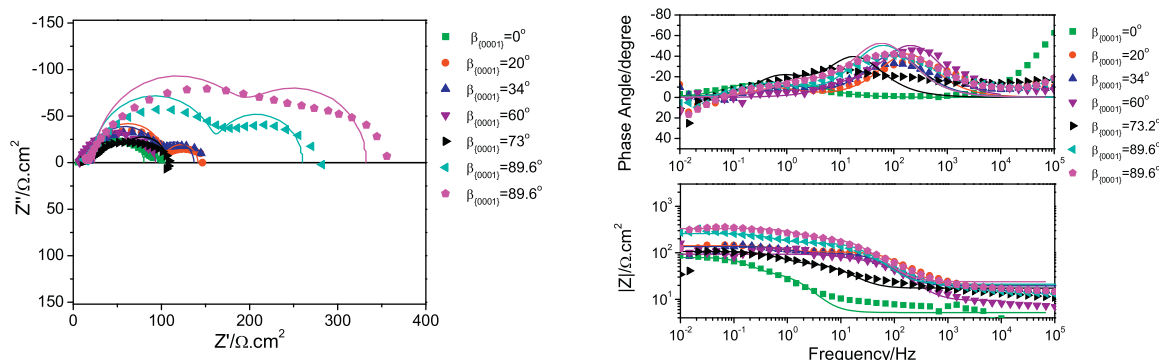 -150
-100
-50
0
50
100
150
Z''/Ω.cm²
0 100 200 300 400
Z'/Ω.cm²
β{0001}=0°
β{0001}=20°
β{0001}=34°
β{0001}=60°
β{0001}=73°
β{0001}=89.6°
β{0001}=89.6°
-80
-60
-40
-20
0
20
40
Phase Angle/degree
10⁻² 10⁻¹ 10⁰ 10¹ 10² 10³ 10⁴ 10⁵
β{0001}=0°
β{0001}=20°
β{0001}=34°
β{0001}=60°
β{0001}=73.2°
β{0001}=89.6°
β{0001}=89.6°
10³
10²
10¹
|Z|/Ω.cm²
10⁻² 10⁻¹ 10⁰ 10¹ 10² 10³ 10⁴ 10⁵
Frequency/Hz